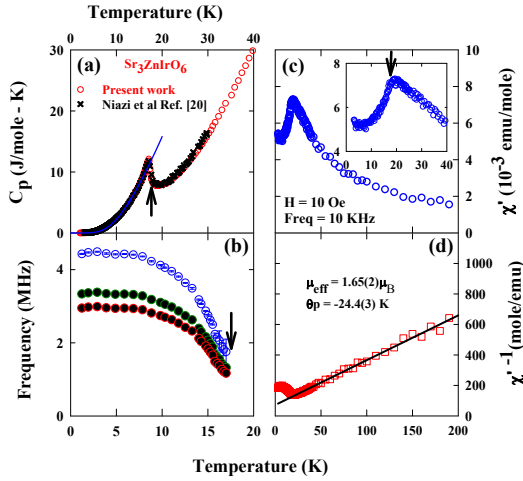 Temperature (K)
0 10 20 30 40
30
20
10
0
C_p (J/mole - K)
(a)
Sr₃ZnIrO₆
Present work
Niazi et al Ref. [20]
(c)
8
6
0 10 20 30 40
H = 10 Oe
Freq = 10 KHz
10
8
6
4
2
0
χ' (10⁻³ emu/mole)
(b)
4
2
0
Frequency (MHz)
0 5 10 15 20
(d)
μ_eff = 1.65(2)μ_B
θp = -24.4(3) K
1000
800
600
400
200
0
χ'⁻¹(mole/emu)
0 50 100 150 200
Temperature (K)